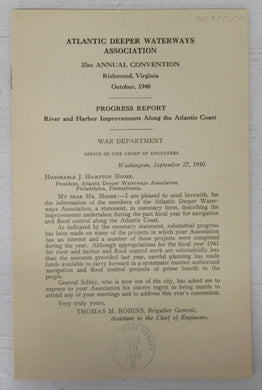 ATLANTIC DEEPER WATERWAYS
ASSOCIATION
33RD ANNUAL CONVENTION
Richmond, Virginia
October, 1940
PROGRESS REPORT
River and Harbor Improvements Along the Atlantic Coast
WAR DEPARTMENT
OFFICE OF THE CHIEF OF ENGINEERS
Washington, September 27, 1940.
HONORABLE J. HAMPTON MOORE,
President, Atlantic Deeper Waterways Association,
Philadelphia, Pennsylvania.
MY DEAR MR. MOORE:—I am pleased to send herewith, for
the information of the members of the Atlantic Deeper Water-
ways Association, a statement, in summary form, describing the
improvements undertaken during the past fiscal year for navigation
and flood control along the Atlantic Coast.
As indicated by the summary statement, substantial progress
has been made on many of the projects in which your Association
has an interest and a number of these projects were completed
during the year. Although appropriations for the fiscal year 1941
for river and harbor and flood control work are substantially less than
the amounts provided last year, careful planning has made
funds available to carry forward in a systematic manner authorized
navigation and flood control projects of prime benefit to the
people.
General Schley, who is now out of the city, has asked me to
express to your Association his sincere regret in being unable to
attend any of your meetings and to address this year's convention.
Very truly yours,
THOMAS M. ROBINS, Brigadier General,
Assistant to the Chief of Engineers.
1940